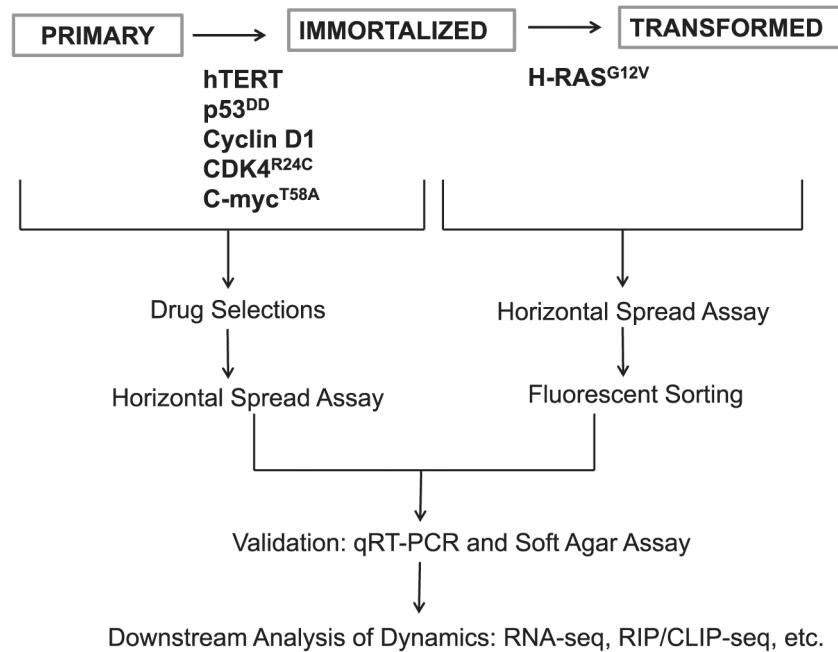 PRIMARY IMMORTALIZED TRANSFORMED
hTERT H-RASᴳ¹²ⱽ
p53ᴰᴰ
Cyclin D1
CDK4ᴿ²⁴ᶜ
C-mycᵀ⁵⁸ᴬ
Drug Selections Horizontal Spread Assay
Horizontal Spread Assay Fluorescent Sorting
Validation: qRT-PCR and Soft Agar Assay
Downstream Analysis of Dynamics: RNA-seq, RIP/CLIP-seq, etc.